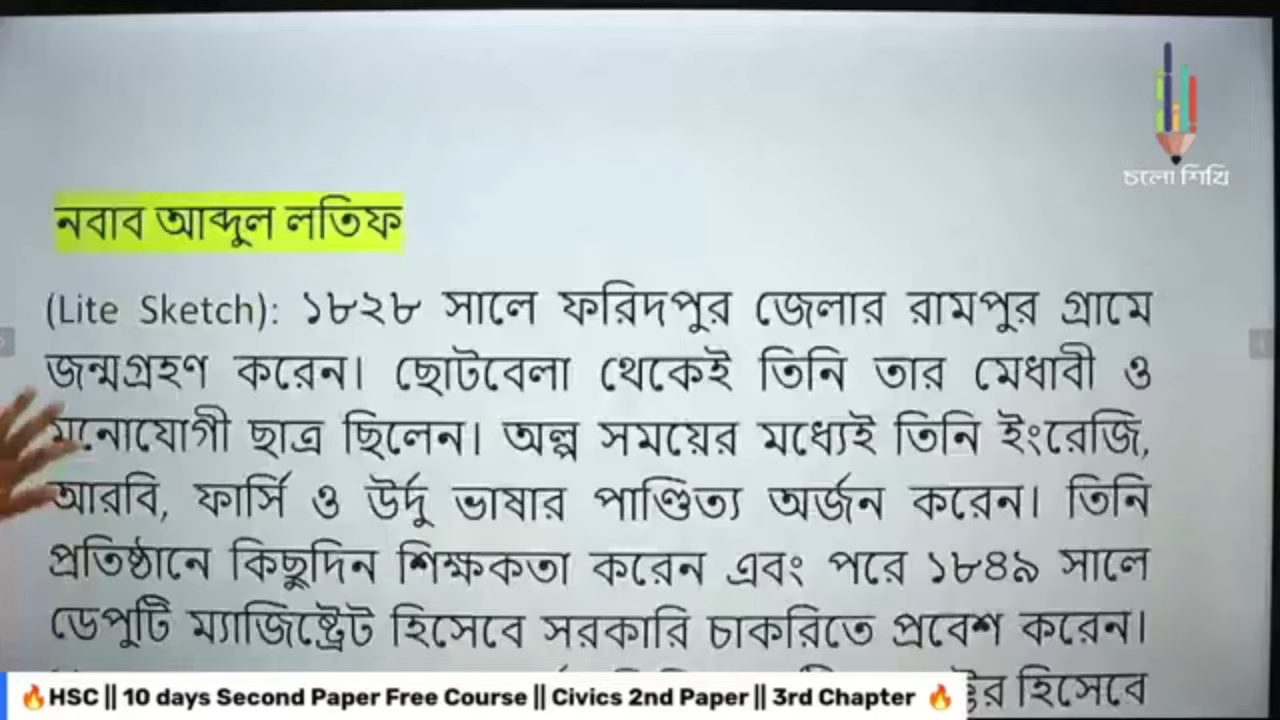 চলো শিখি
নবাব আব্দুল লতিফ
(Lite Sketch): ১৮২৮ সালে ফরিদপুর জেলার রামপুর গ্রামে
জন্মগ্রহণ করেন। ছোটবেলা থেকেই তিনি তার মেধাবী ও
মনোযোগী ছাত্র ছিলেন। অল্প সময়ের মধ্যেই তিনি ইংরেজি,
আরবি, ফার্সি ও উর্দু ভাষার পাণ্ডিত্য অর্জন করেন। তিনি
প্রতিষ্ঠানে কিছুদিন শিক্ষকতা করেন এবং পরে ১৮৪৯ সালে
ডেপুটি ম্যাজিষ্ট্রেট হিসেবে সরকারি চাকরিতে প্রবেশ করেন।
হিসেবে
🔥HSC || 10 days Second Paper Free Course || Civics 2nd Paper || 3rd Chapter 🔥